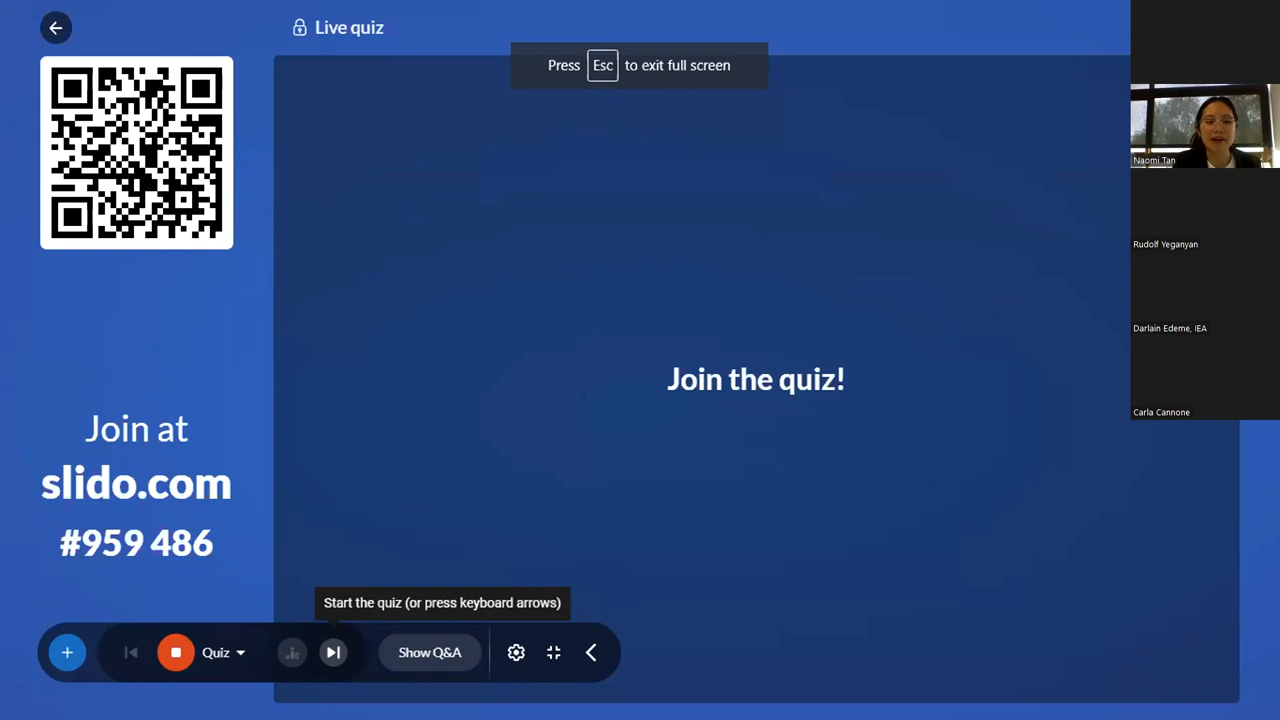 Live quiz
Press Esc to exit full screen
Naomi Tan
Rudolf Yeganyan
Darlain Edeme, IEA
Carla Cannone
Join the quiz!
Join at
slido.com
#959 486
Start the quiz (or press keyboard arrows)
Quiz
Show Q&A